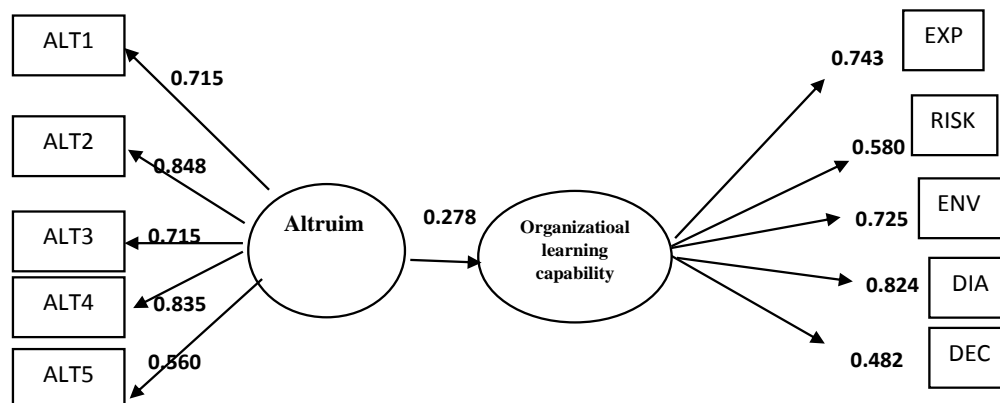 ALT1
0.715
ALT2
0.848
ALT3
0.715
ALT4
0.835
ALT5
0.560
Altruim
0.278
Organizatioal
learning
capability
EXP
0.743
RISK
0.580
ENV
0.725
DIA
0.824
DEC
0.482